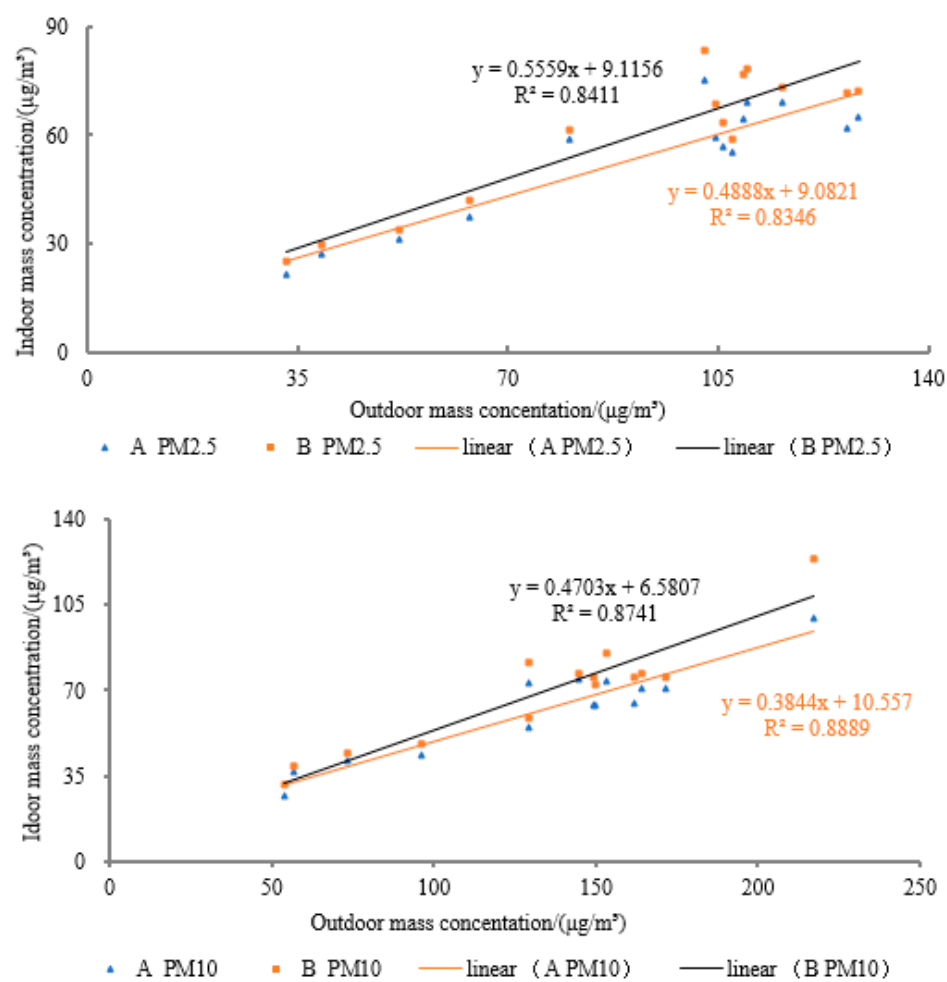 90
60
30
0
Indoor mass concentration/(μg/m³)
y = 0.5559x + 9.1156
R² = 0.8411
y = 0.4888x + 9.0821
R² = 0.8346
0 35 70 105 140
Outdoor mass concentation/(μg/m³)
A PM2.5 B PM2.5 linear (A PM2.5) linear (B PM2.5)
140
105
70
35
0
Idoor mass concentration/(μg/m³)
y = 0.4703x + 6.5807
R² = 0.8741
y = 0.3844x + 10.557
R² = 0.8889
0 50 100 150 200 250
Outdoor mass concentation/(μg/m³)
A PM10 B PM10 linear (A PM10) linear (B PM10)